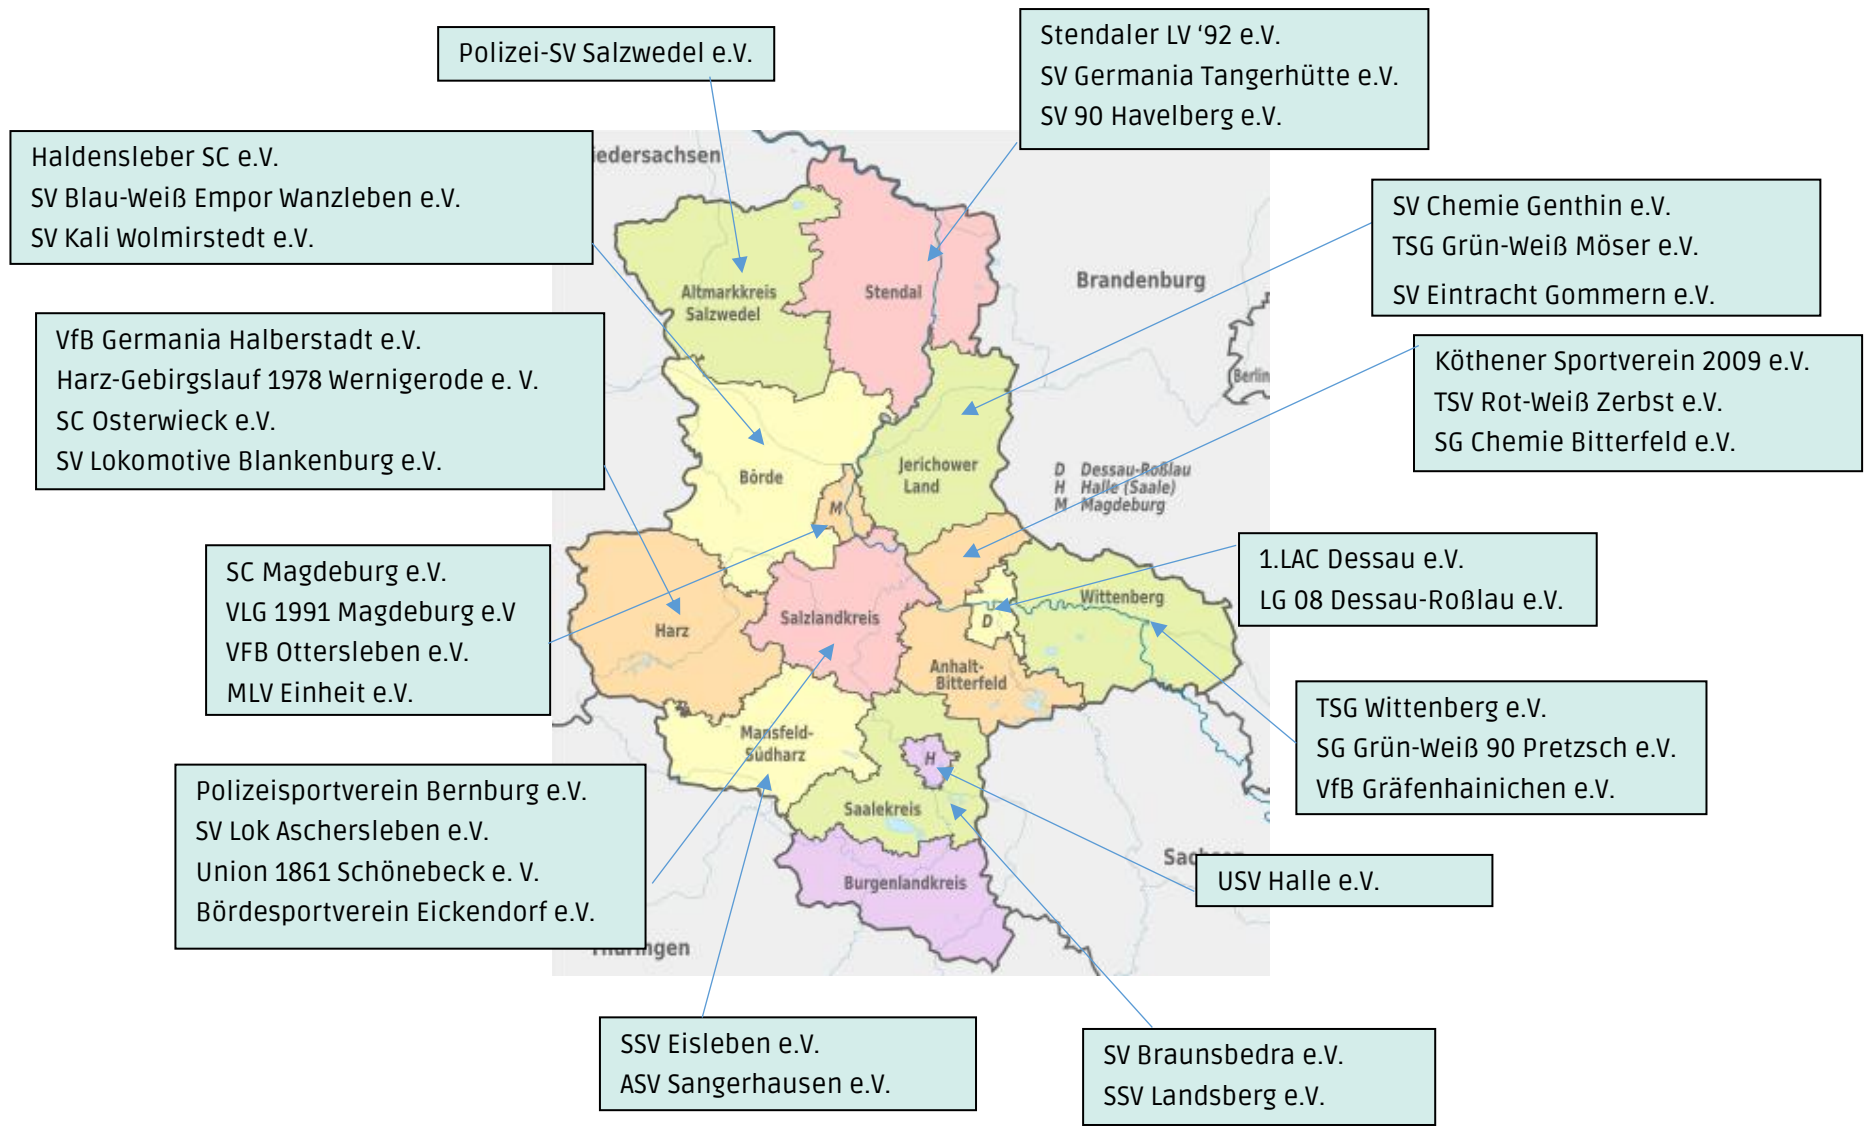 Polizei-SV Salzwedel e.V.
Stendaler LV ‘92 e.V.
SV Germania Tangerhütte e.V.
SV 90 Havelberg e.V.
Haldensleber SC e.V.
SV Blau-Weiß Empor Wanzleben e.V.
SV Kali Wolmirstedt e.V.
iedersachsen
SV Chemie Genthin e.V.
TSG Grün-Weiß Möser e.V.
SV Eintracht Gommern e.V.
Brandenburg
Altmarkkreis
Salzwedel
Stendal
VfB Germania Halberstadt e.V.
Harz-Gebirgslauf 1978 Wernigerode e. V.
SC Osterwieck e.V.
SV Lokomotive Blankenburg e.V.
Berlin
Köthener Sportverein 2009 e.V.
TSV Rot-Weiß Zerbst e.V.
SG Chemie Bitterfeld e.V.
Börde
Jerichower
Land
D Dessau-Roßlau
H Halle (Saale)
M Magdeburg
M
SC Magdeburg e.V.
VLG 1991 Magdeburg e.V
VFB Ottersleben e.V.
MLV Einheit e.V.
1.LAC Dessau e.V.
LG 08 Dessau-Roßlau e.V.
Wittenberg
Harz
Salzlandkreis
D
Anhalt-
Bitterfeld
TSG Wittenberg e.V.
SG Grün-Weiß 90 Pretzsch e.V.
VfB Gräfenhainichen e.V.
Mansfeld-
Südharz
H
Saalekreis
Polizeisportverein Bernburg e.V.
SV Lok Aschersleben e.V.
Union 1861 Schönebeck e. V.
Bördesportverein Eickendorf e.V.
Sachsen
USV Halle e.V.
Burgenlandkreis
Thüringen
SSV Eisleben e.V.
ASV Sangerhausen e.V.
SV Braunsbedra e.V.
SSV Landsberg e.V.